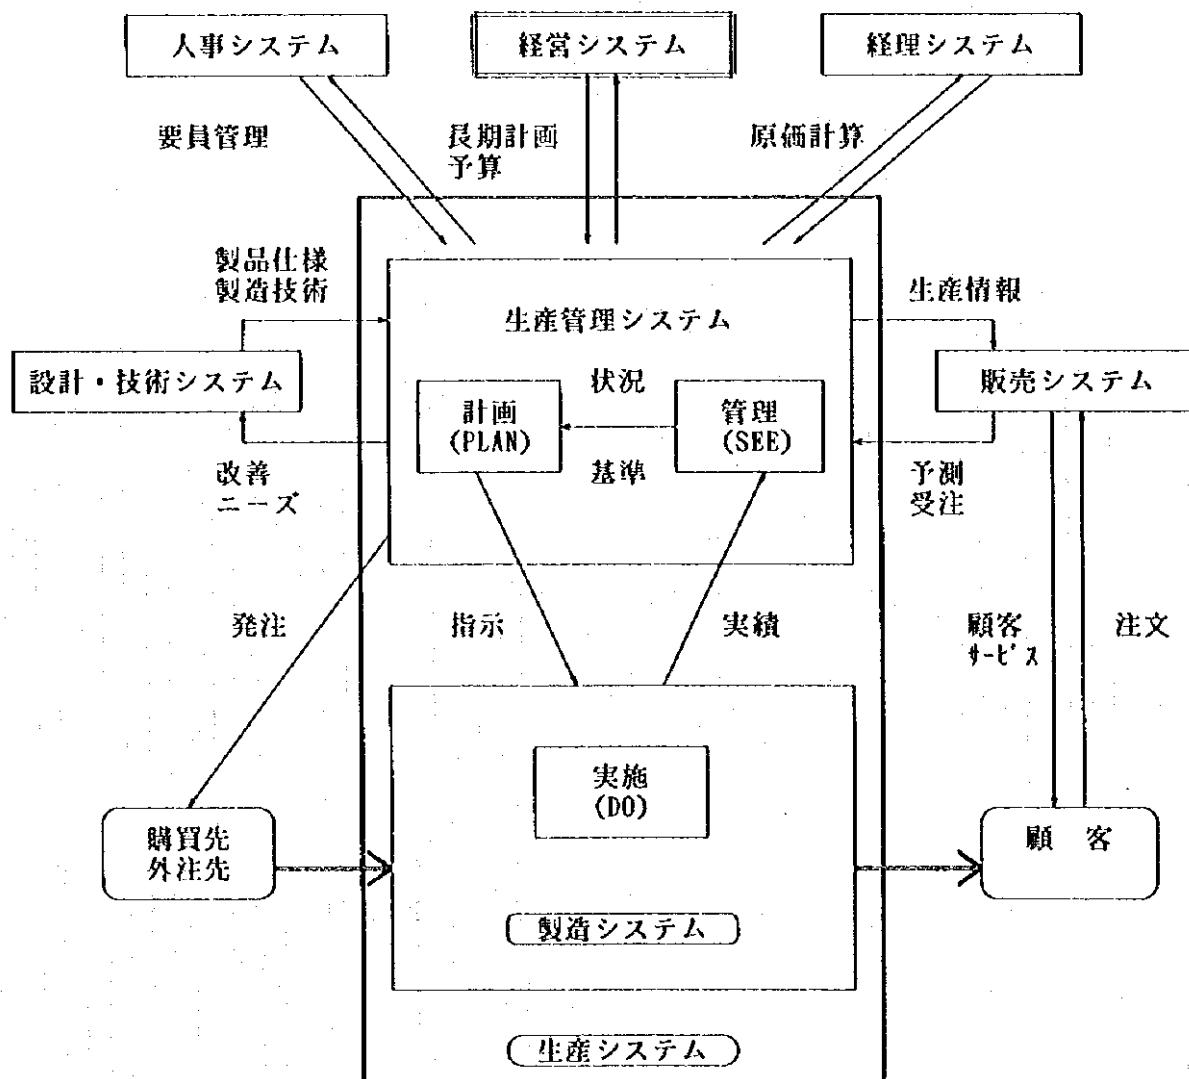 人事システム
経営システム
経理システム
要員管理
長期計画
予算
原価計算
製品仕様
製造技術
生産管理システム
生産情報
設計・技術システム
状況
販売システム
計画
(PLAN)
管理
(SEE)
改善
ニーズ
基準
予測
受注
発注
指示
実績
顧客
サービス
注文
実施
(DO)
購買先
外注先
顧 客
製造システム
生産システム